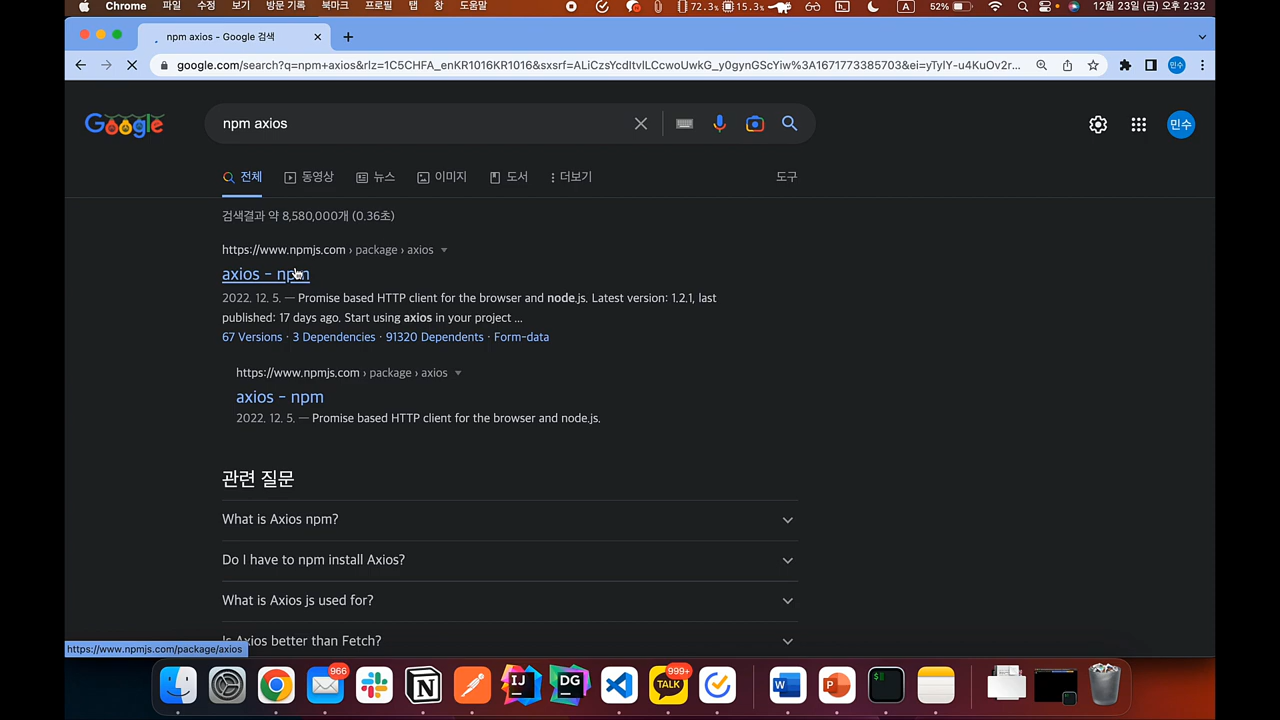 Chrome 파일 수정 보기 방문 기록 북마크 프로필 탭 창 도움말 72.3% 15.3% A 52% 12월 23일 (금) 오후 2:32
npm axios - Google 검색
google.com/search?q=npm+axios&rlz=1C5CHFA_enKR1016KR1016&sxsrf=ALiCzsYcdItvlLCcwoUwkG_y0gynGScYiw%3A1671773385703&ei=yTylY-u4KuOv2r... 민수
Google npm axios 민수
전체 동영상 뉴스 이미지 도서 더보기 도구
검색결과 약 8,580,000개 (0.36초)
https://www.npmjs.com › package › axios
axios - npm
2022. 12. 5. — Promise based HTTP client for the browser and node.js. Latest version: 1.2.1, last
published: 17 days ago. Start using axios in your project ...
67 Versions · 3 Dependencies · 91320 Dependents · Form-data
https://www.npmjs.com › package › axios
axios - npm
2022. 12. 5. — Promise based HTTP client for the browser and node.js.
관련 질문
What is Axios npm?
Do I have to npm install Axios?
What is Axios js used for?
Is Axios better than Fetch?
https://www.npmjs.com/package/axios
966 N IJ DG TALK 999+ W P $